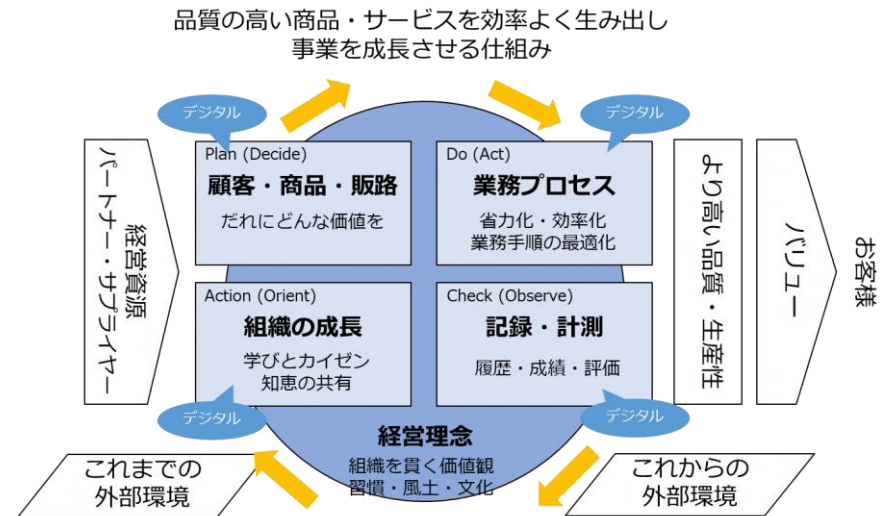 品質の高い商品・サービスを効率よく生み出し
事業を成長させる仕組み
デジタル
デジタル
パートナー・サプライヤー
経営資源
Plan (Decide)
顧客・商品・販路
だれにどんな価値を
Do (Act)
業務プロセス
省力化・効率化
業務手順の最適化
より高い品質・生産性
バリュー
お客様
Action (Orient)
組織の成長
学びとカイゼン
知恵の共有
Check (Observe)
記録・計測
履歴・成績・評価
デジタル
デジタル
経営理念
組織を貫く価値観
習慣・風土・文化
これまでの
外部環境
これからの
外部環境